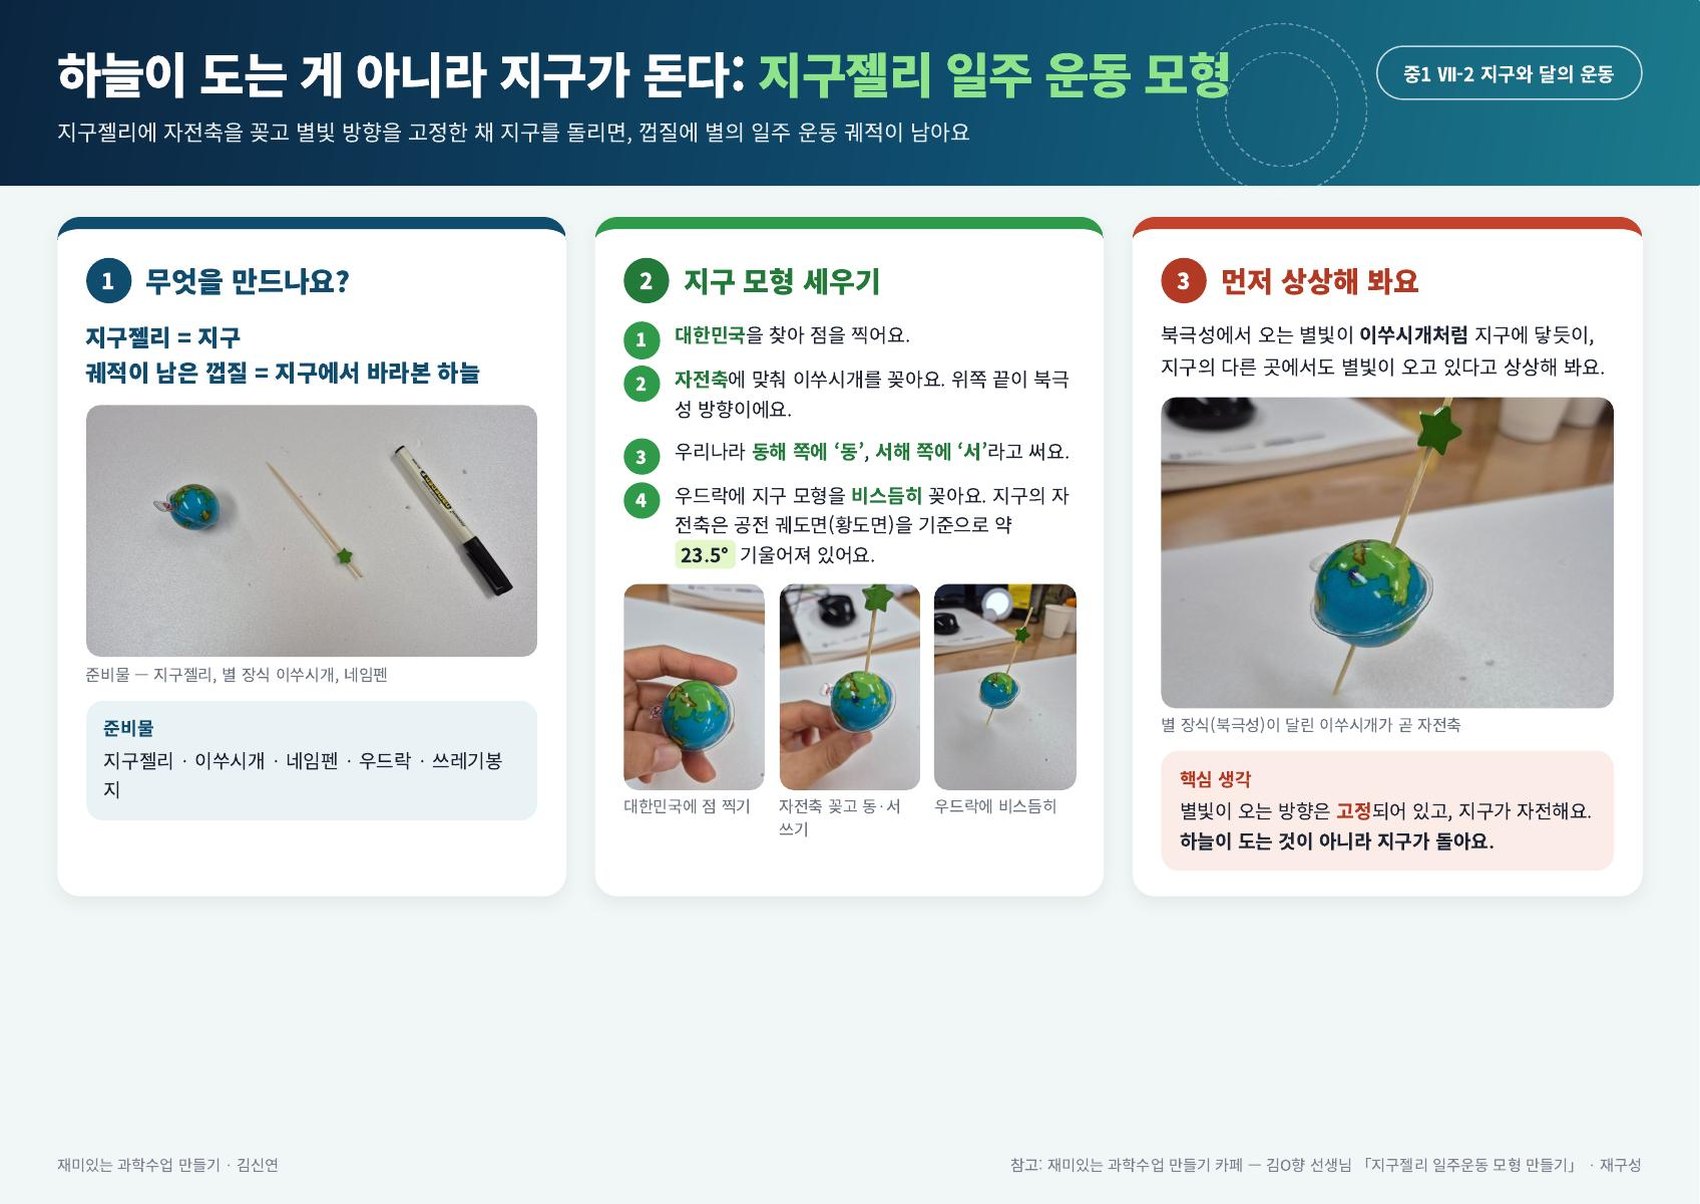 하늘이 도는 게 아니라 지구가 돈다: 지구젤리 일주 운동 모형
중1 Ⅶ-2 지구와 달의 운동
지구젤리에 자전축을 꽂고 별빛 방향을 고정한 채 지구를 돌리면, 껍질에 별의 일주 운동 궤적이 남아요
1 무엇을 만드나요?
지구젤리 = 지구
궤적이 남은 껍질 = 지구에서 바라본 하늘
준비물 — 지구젤리, 별 장식 이쑤시개, 네임펜
준비물
지구젤리 · 이쑤시개 · 네임펜 · 우드락 · 쓰레기봉
지
2 지구 모형 세우기
1 대한민국을 찾아 점을 찍어요.
2 자전축에 맞춰 이쑤시개를 꽂아요. 위쪽 끝이 북극
성 방향이에요.
3 우리나라 동해 쪽에 ‘동’, 서해 쪽에 ‘서’라고 써요.
4 우드락에 지구 모형을 비스듬히 꽂아요. 지구의 자
전축은 공전 궤도면(황도면)을 기준으로 약
23.5° 기울어져 있어요.
대한민국에 점 찍기
자전축 꽂고 동·서
쓰기
우드락에 비스듬히
3 먼저 상상해 봐요
북극성에서 오는 별빛이 이쑤시개처럼 지구에 닿듯이,
지구의 다른 곳에서도 별빛이 오고 있다고 상상해 봐요.
별 장식(북극성)이 달린 이쑤시개가 곧 자전축
핵심 생각
별빛이 오는 방향은 고정되어 있고, 지구가 자전해요.
하늘이 도는 것이 아니라 지구가 돌아요.
재미있는 과학수업 만들기 · 김신연
참고: 재미있는 과학수업 만들기 카페 — 김O향 선생님 「지구젤리 일주운동 모형 만들기」 · 재구성